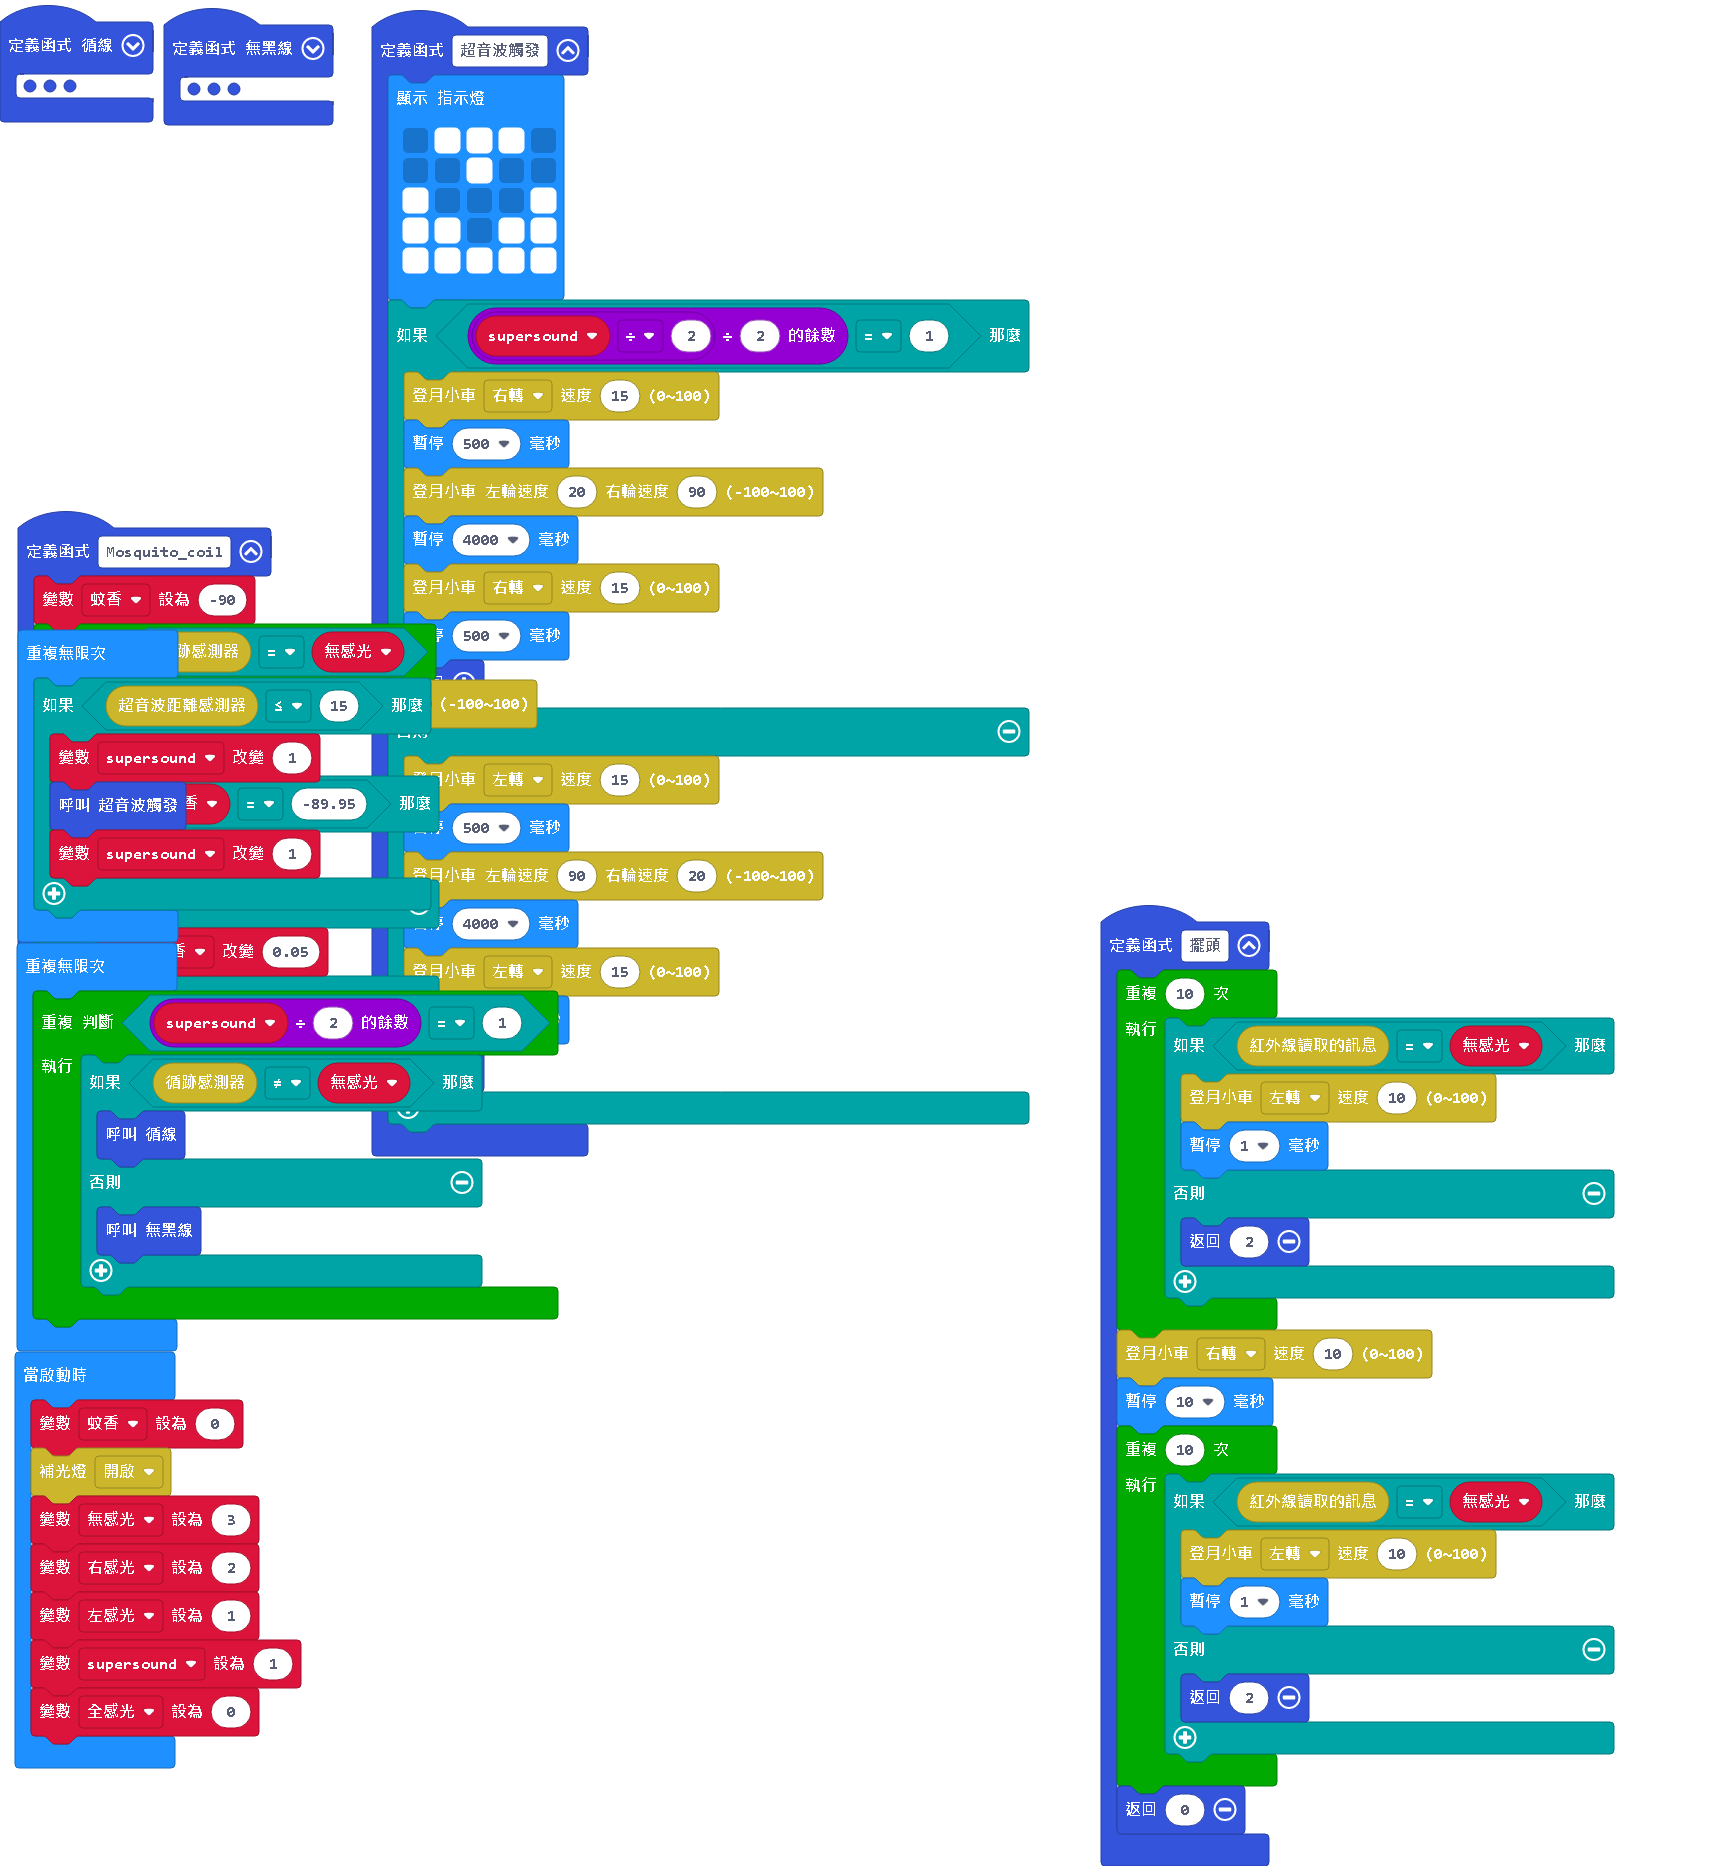 定義函式 循線
定義函式 無黑線
定義函式 超音波觸發
顯示 指示燈
如果 supersound ÷ 2 ÷ 2 的餘數 = 1 那麼
登月小車 右轉 速度 15 (0~100)
暫停 500 毫秒
登月小車 左輪速度 20 右輪速度 90 (-100~100)
暫停 4000 毫秒
登月小車 右轉 速度 15 (0~100)
500 毫秒
登月小車 左轉 速度 15 (0~100)
500 毫秒
登月小車 左輪速度 90 右輪速度 20 (-100~100)
4000 毫秒
登月小車 左轉 速度 15 (0~100)
定義函式 Mosquito_coil
變數 蚊香 設為 -90
跡感測器 = 無感光
(-100~100)
香 = -89.95 那麼
香 改變 0.05
重複無限次
如果 超音波距離感測器 ≤ 15 那麼
變數 supersound 改變 1
呼叫 超音波觸發
變數 supersound 改變 1
重複無限次
重複 判斷 supersound ÷ 2 的餘數 = 1
執行
如果 循跡感測器 ≠ 無感光 那麼
呼叫 循線
否則
呼叫 無黑線
當啟動時
變數 蚊香 設為 0
補光燈 開啟
變數 無感光 設為 3
變數 右感光 設為 2
變數 左感光 設為 1
變數 supersound 設為 1
變數 全感光 設為 0
定義函式 擺頭
重複 10 次
執行
如果 紅外線讀取的訊息 = 無感光 那麼
登月小車 左轉 速度 10 (0~100)
暫停 1 毫秒
否則
返回 2
登月小車 右轉 速度 10 (0~100)
暫停 10 毫秒
重複 10 次
執行
如果 紅外線讀取的訊息 = 無感光 那麼
登月小車 左轉 速度 10 (0~100)
暫停 1 毫秒
否則
返回 2
返回 0